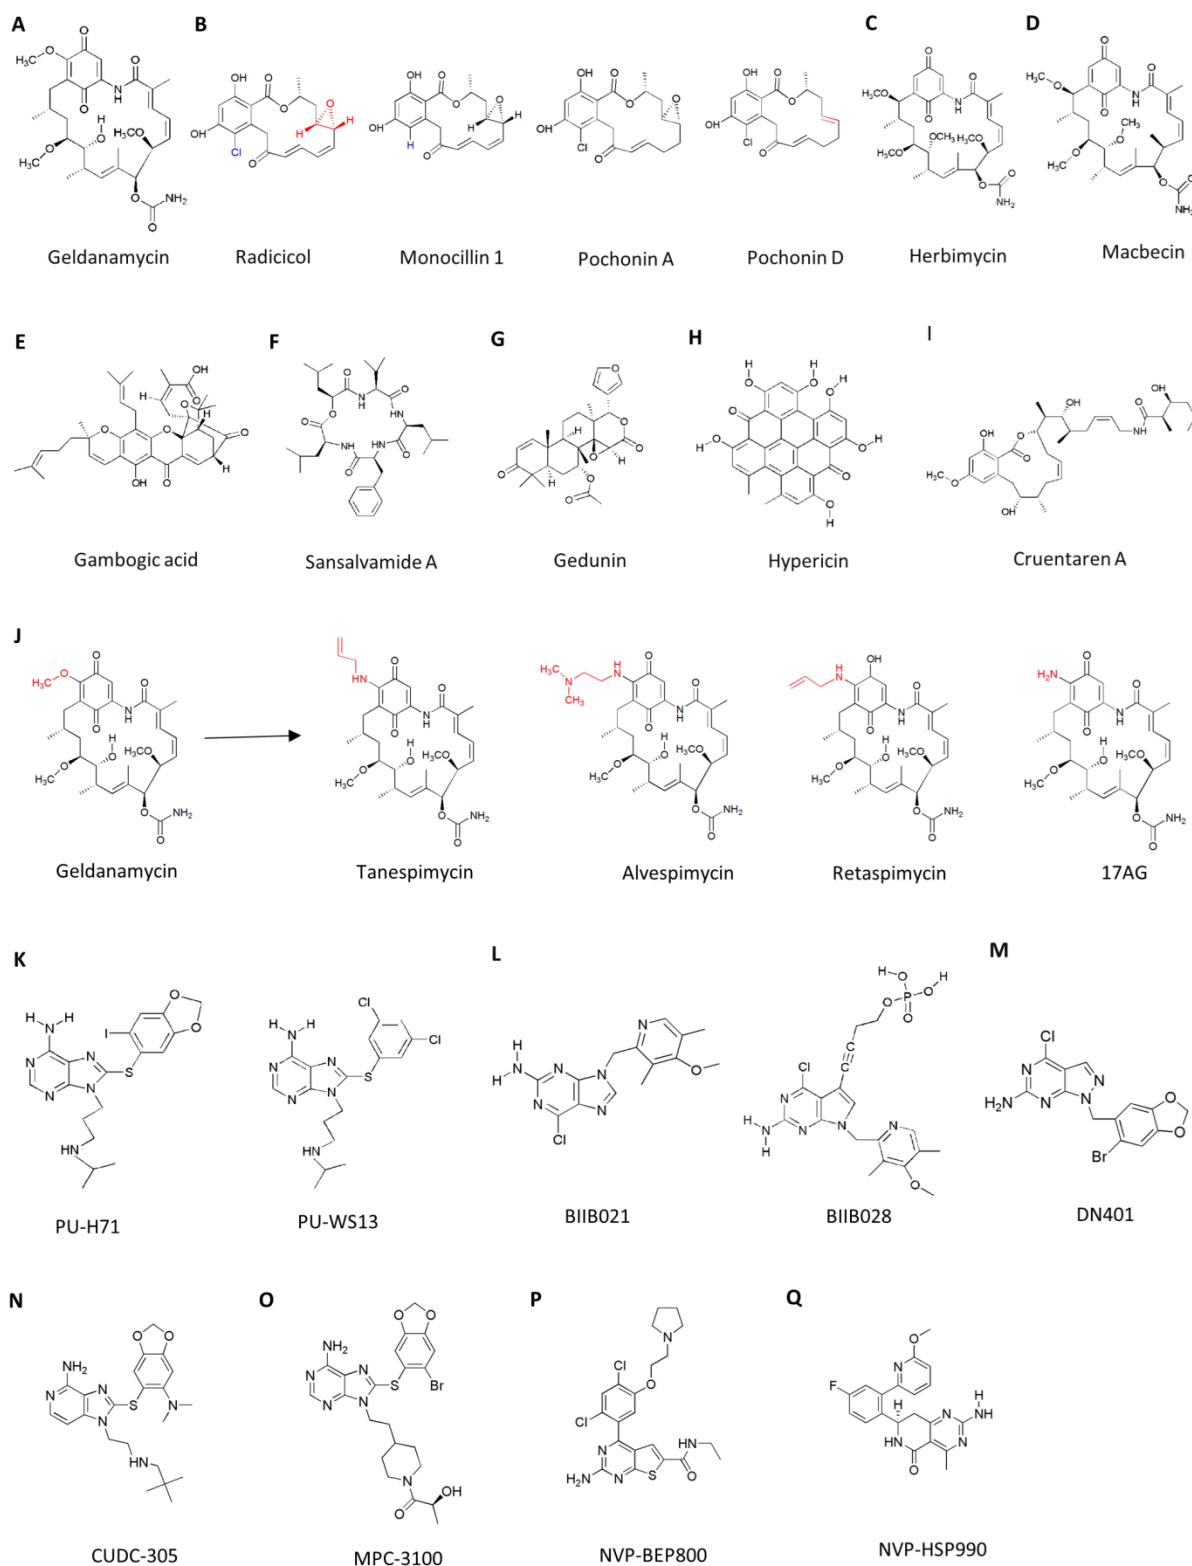 A
B
C
D
Geldanamycin
Radicicol
Monocillin 1
Pochonin A
Pochonin D
Herbimycin
Macbecin
E
F
G
H
I
Gambogic acid
Sansalvamide A
Gedunin
Hypericin
Cruentaren A
J
Geldanamycin
Tanespimycin
Alvespimycin
Retaspimycin
17AG
K
L
M
PU-H71
PU-WS13
BIIB021
BIIB028
DN401
N
O
P
Q
CUDC-305
MPC-3100
NVP-BEP800
NVP-HSP990